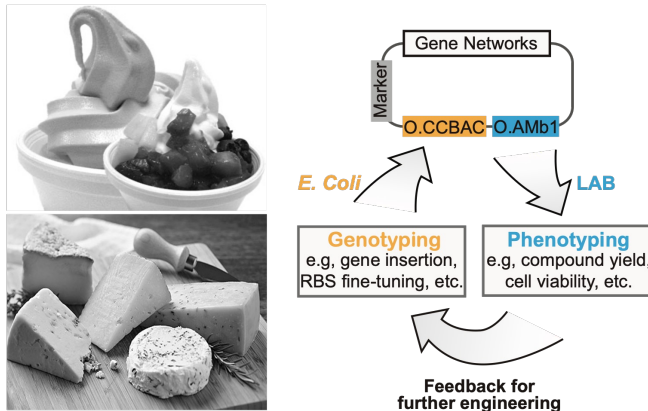 Gene Networks
Marker
O.CCBAC
O.AMb1
E. Coli
LAB
Genotyping
e.g, gene insertion,
RBS fine-tuning, etc.
Phenotyping
e.g, compound yield,
cell viability, etc.
Feedback for
further engineering